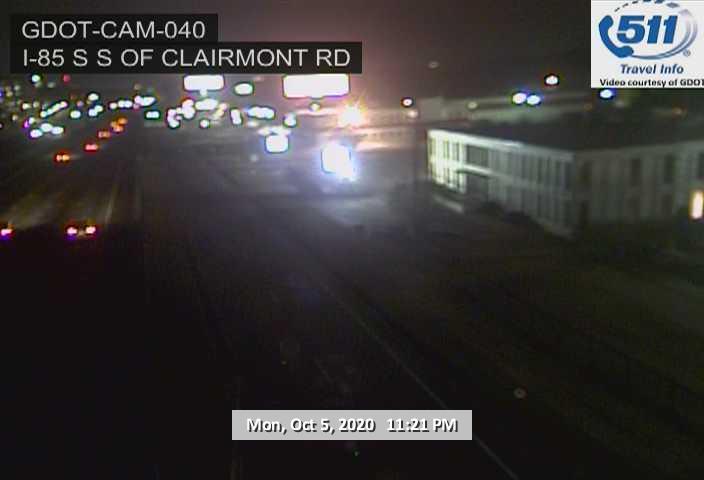 GDOT-CAM-040
I-85 S S OF CLAIRMONT RD
511
Travel Info
Video courtesy of GDOT
Mon, Oct 5, 2020 11:21 PM